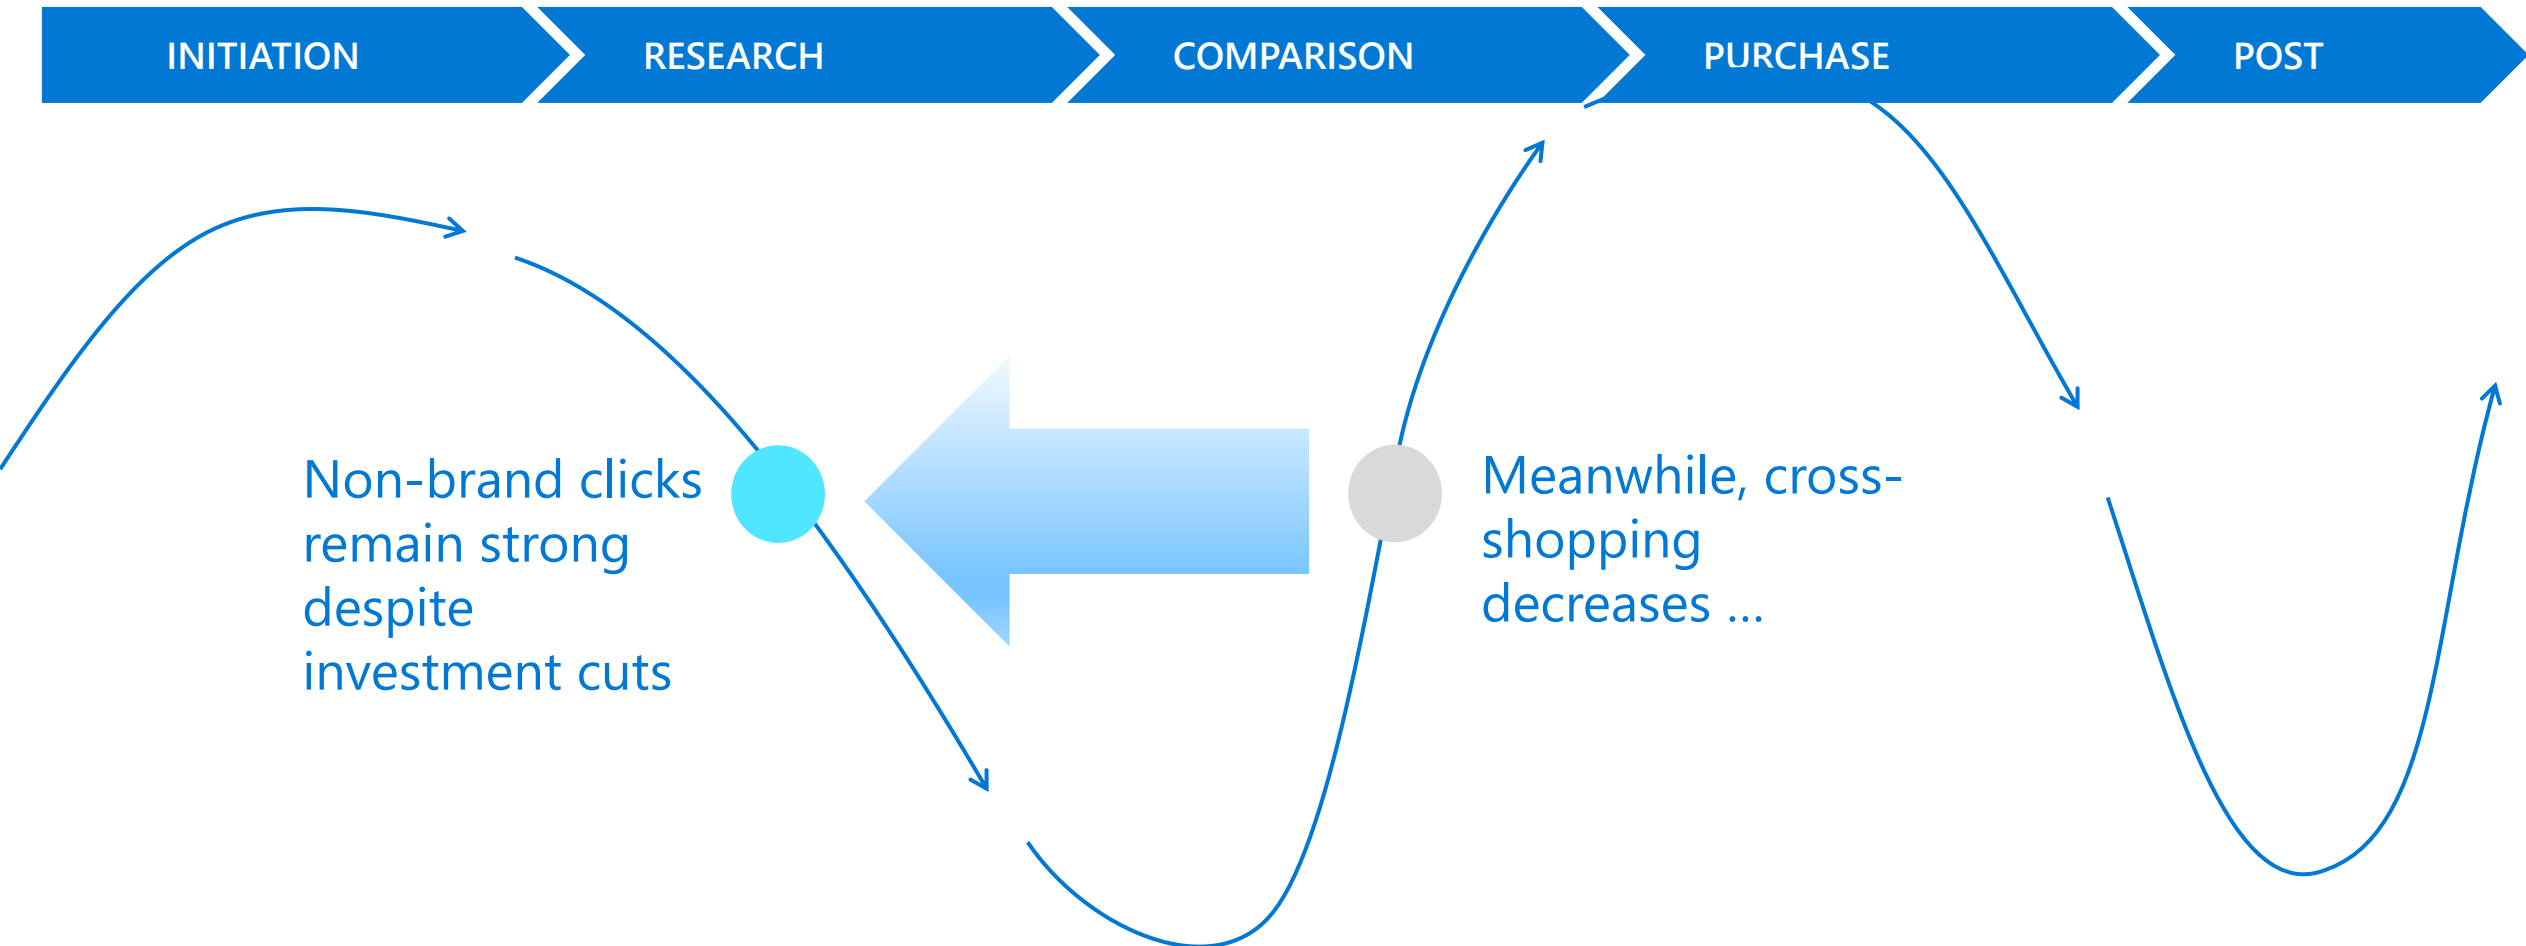 INITIATION
RESEARCH
COMPARISON
PURCHASE
POST
Non-brand clicks
remain strong
despite
investment cuts
Meanwhile, cross-
shopping
decreases ...